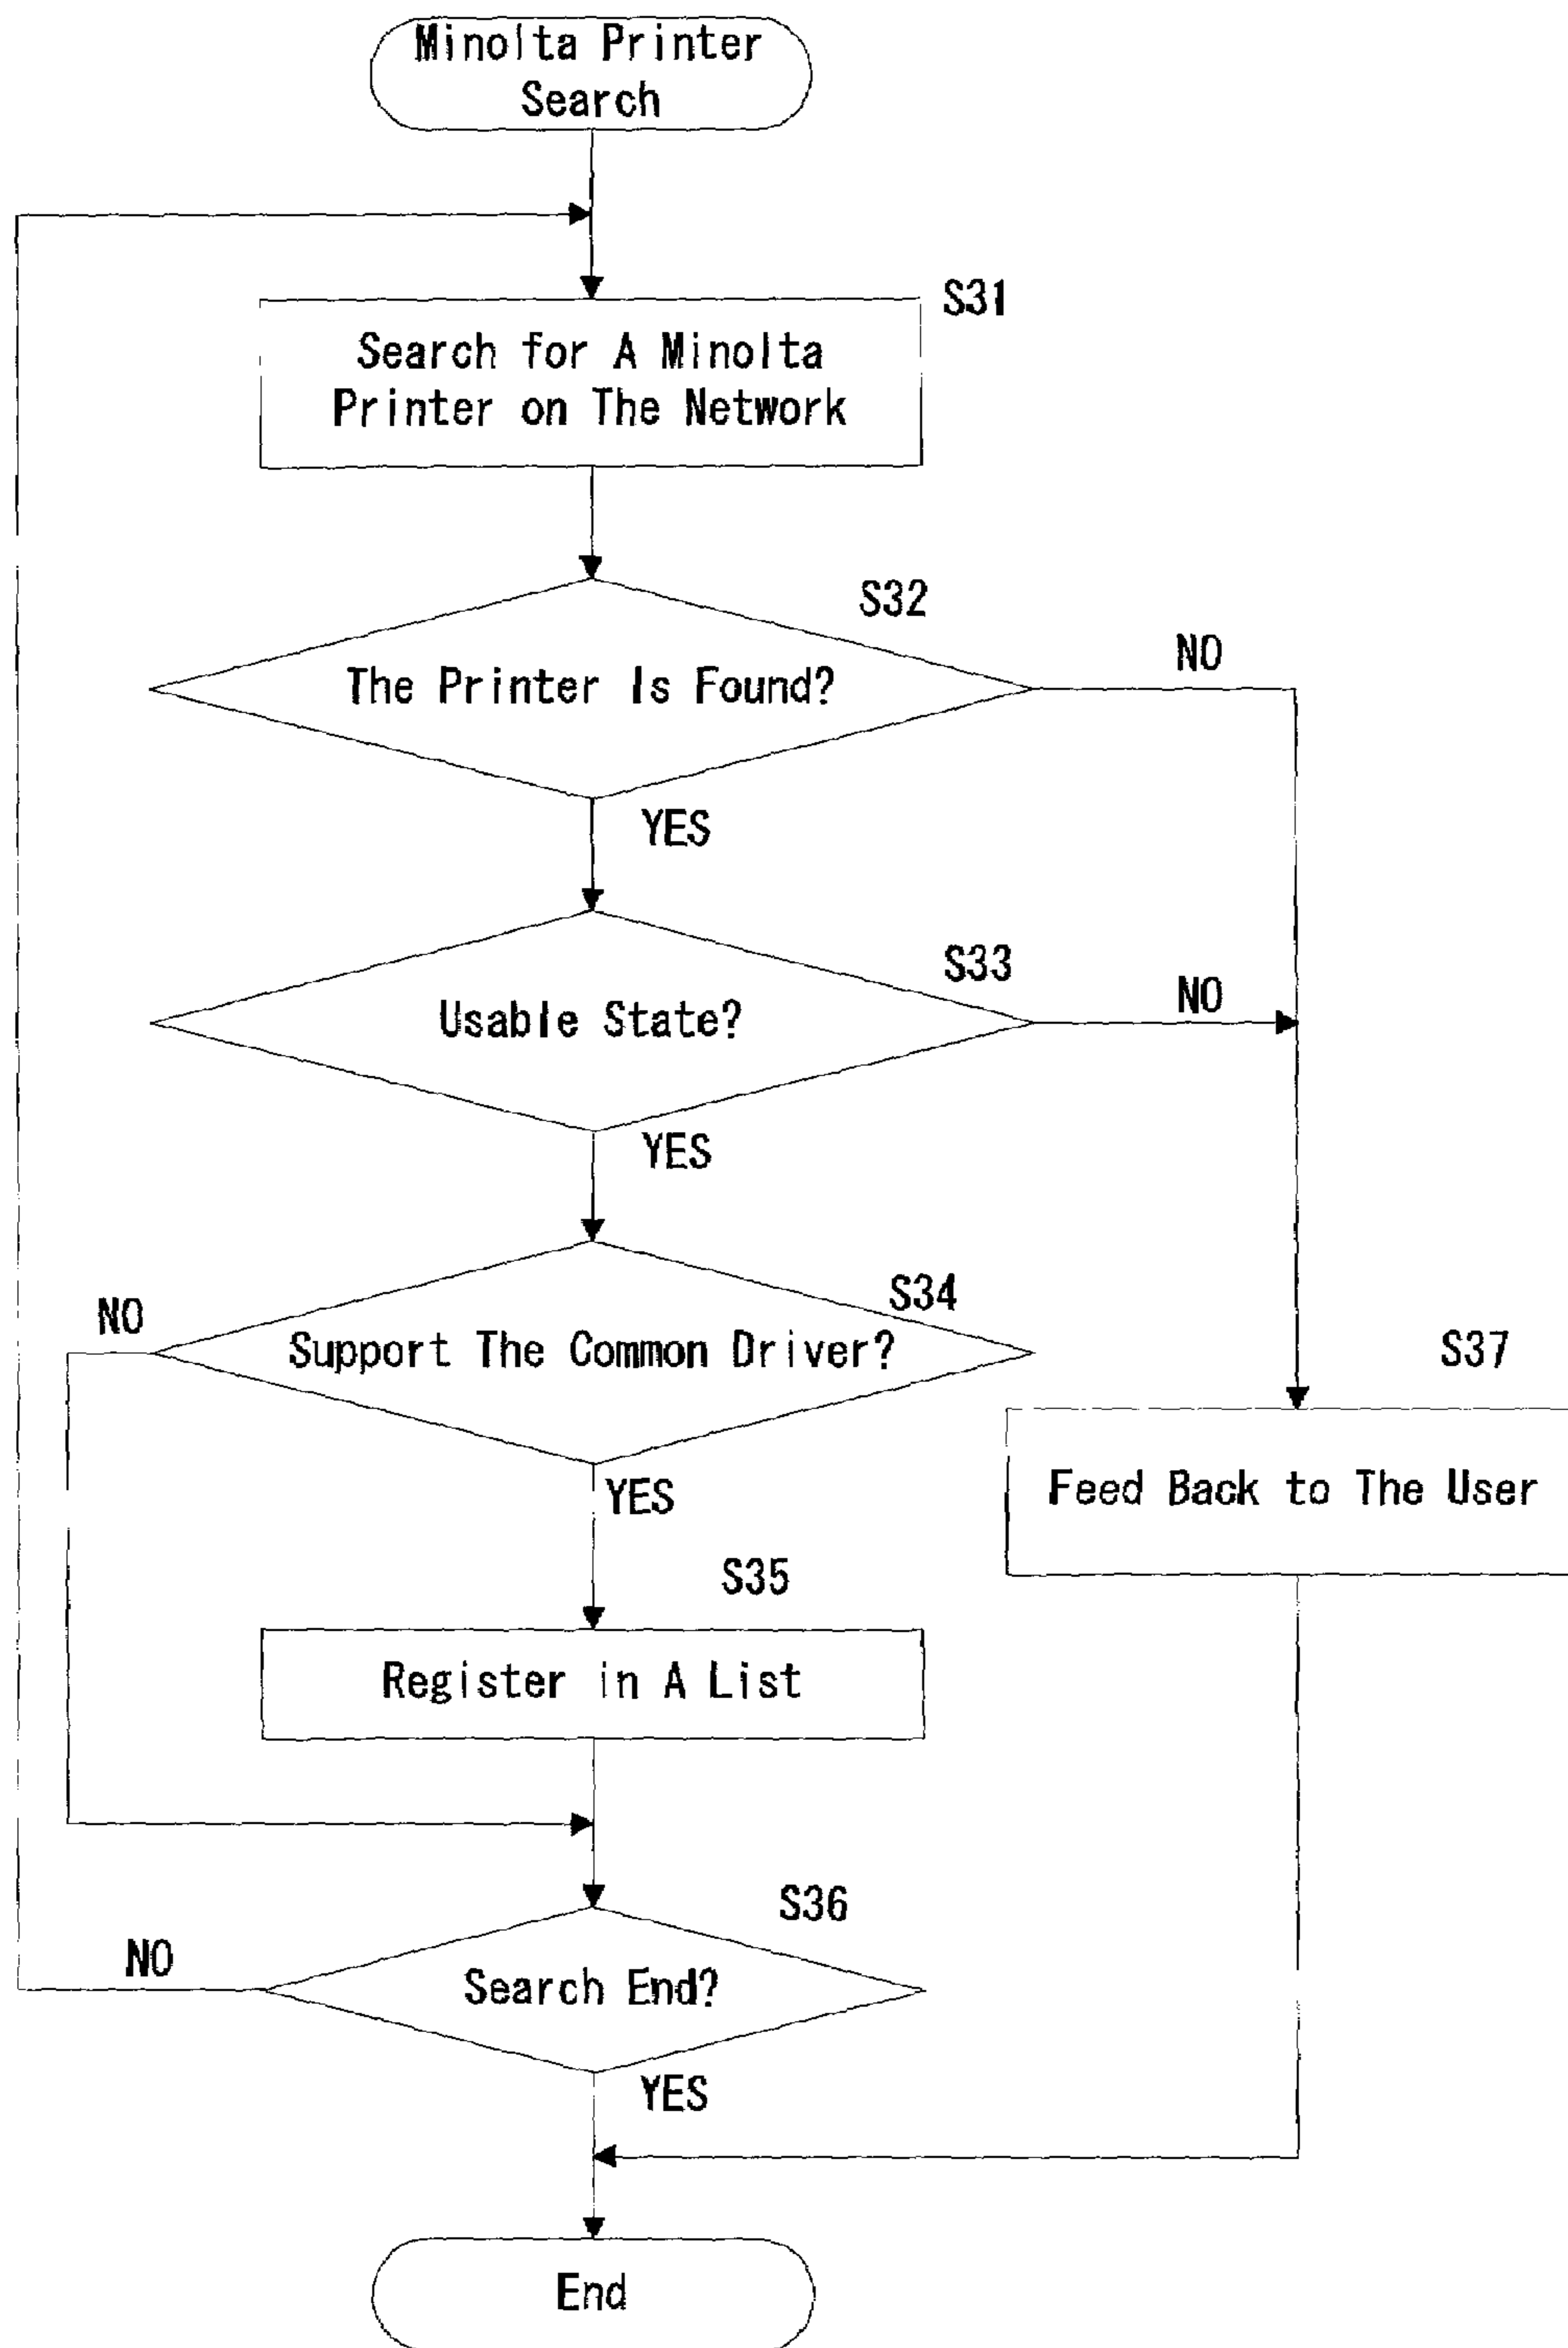 Minolta Printer
Search
S31
Search for A Minolta
Printer on The Network
S32
NO
The Printer Is Found?
YES
S33
NO
Usable State?
YES
S34
NO
Support The Common Driver?
S37
Feed Back to The User
YES
S35
Register in A List
S36
NO
Search End?
YES
End